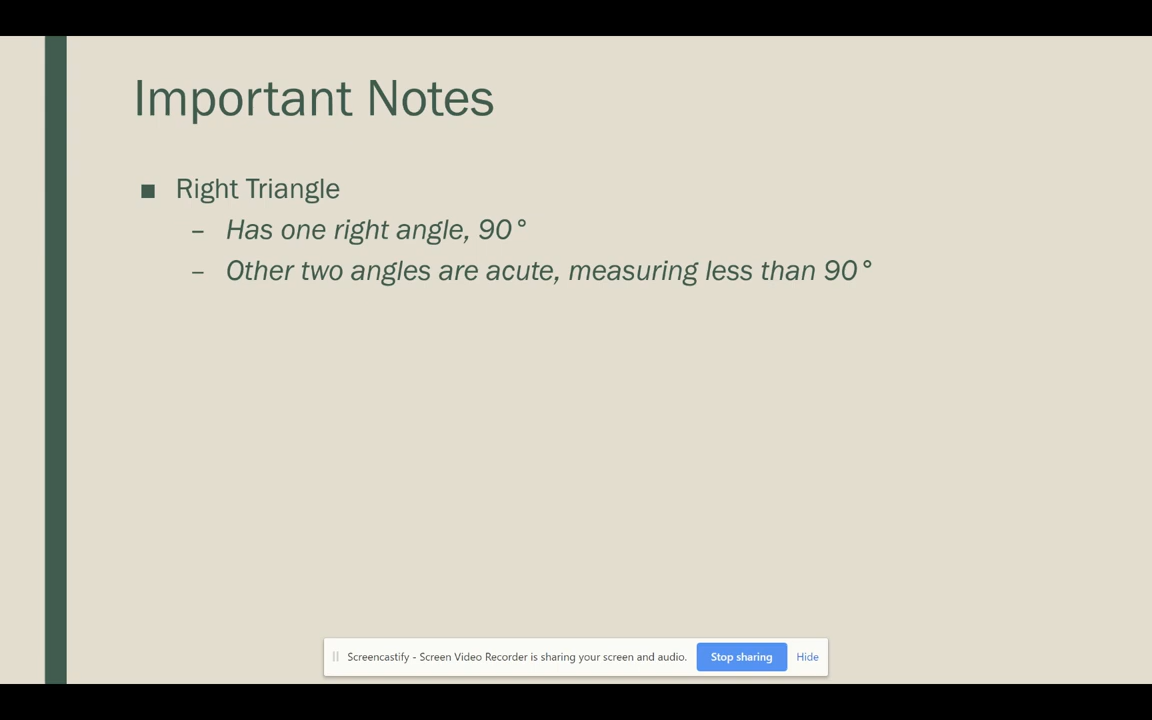 Important Notes
■ Right Triangle
– Has one right angle, 90°
– Other two angles are acute, measuring less than 90°
Screencastify - Screen Video Recorder is sharing your screen and audio. Stop sharing Hide